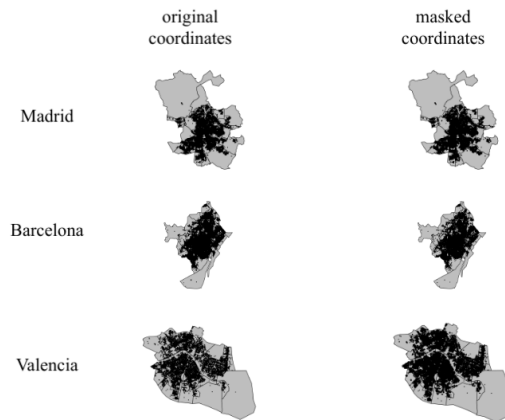 original
coordinates
masked
coordinates
Madrid
Barcelona
Valencia